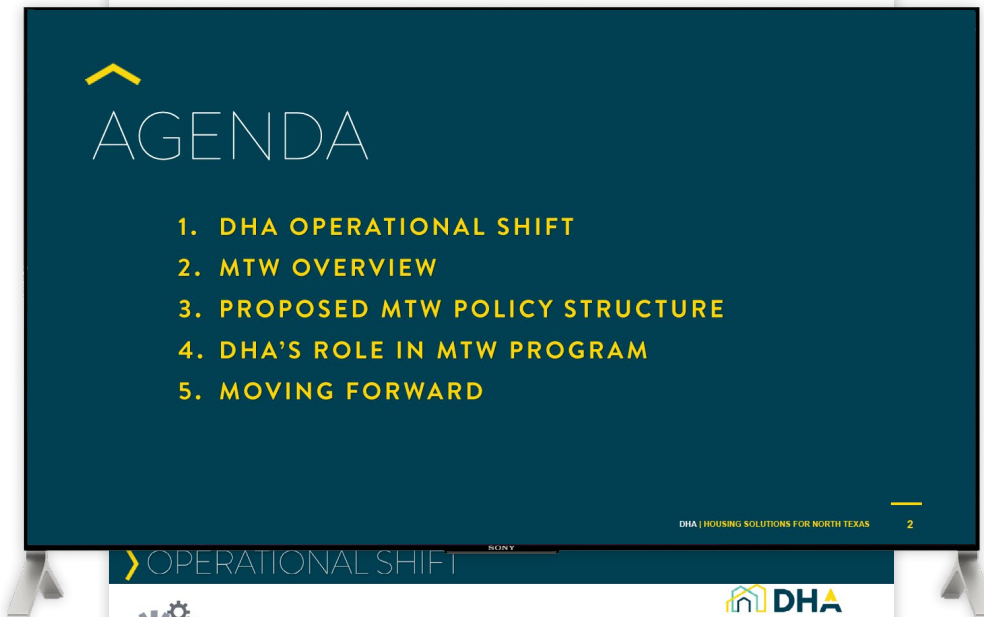 AGENDA
1. DHA OPERATIONAL SHIFT
2. MTW OVERVIEW
3. PROPOSED MTW POLICY STRUCTURE
4. DHA'S ROLE IN MTW PROGRAM
5. MOVING FORWARD
DHA | HOUSING SOLUTIONS FOR NORTH TEXAS 2
SONY
OPERATIONAL SHIFT
DHA